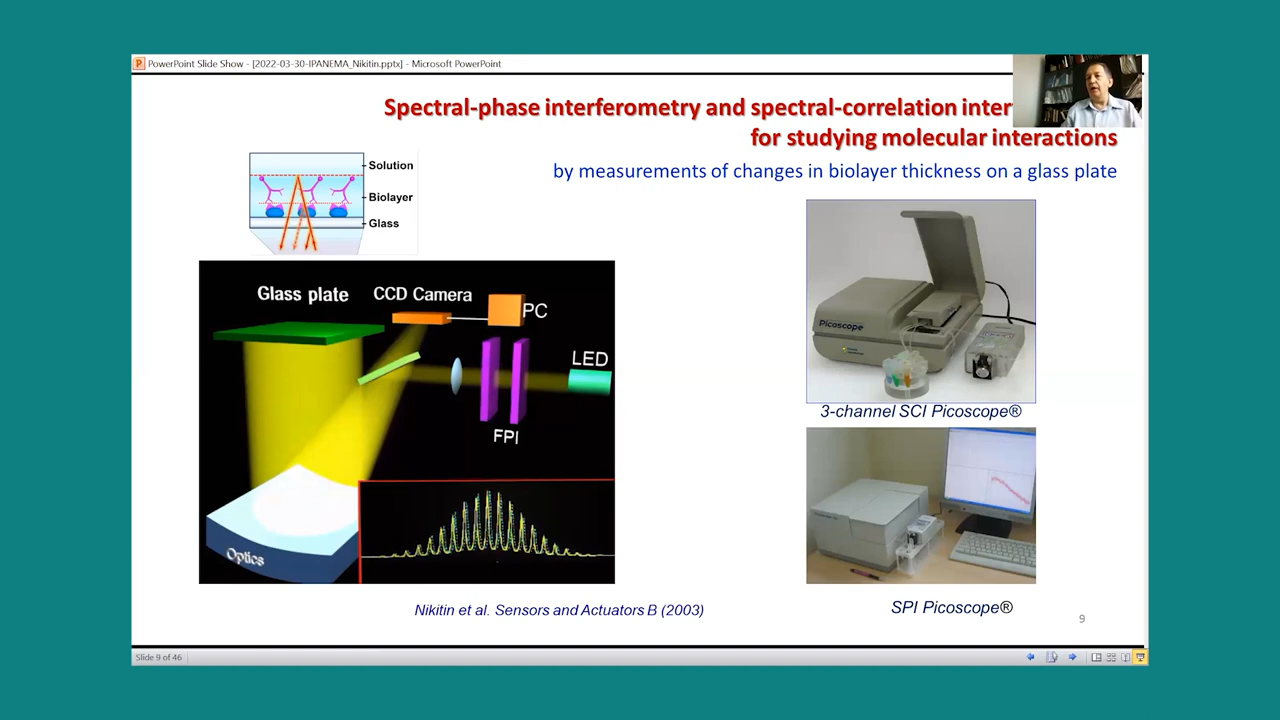 PowerPoint Slide Show - [2022-03-30-IPANEMA_Nikitin.pptx] - Microsoft PowerPoint
Spectral-phase interferometry and spectral-correlation
for studying molecular interactions
by measurements of changes in biolayer thickness on a glass plate
Solution
Biolayer
Glass
Glass plate
CCD Camera
PC
LED
FPI
Optics
Picoscope
3-channel SCI Picoscope®
SPI Picoscope®
Nikitin et al. Sensors and Actuators B (2003)
9
Slide 9 of 46